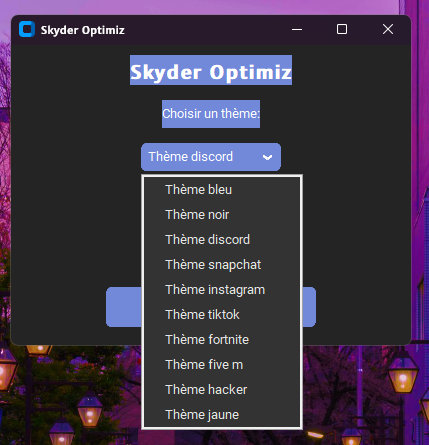 Skyder Optimiz
Skyder Optimiz
Choisir un thème:
Thème discord
Thème bleu
Thème noir
Thème discord
Thème snapchat
Thème instagram
Thème tiktok
Thème fortnite
Thème five m
Thème hacker
Thème jaune